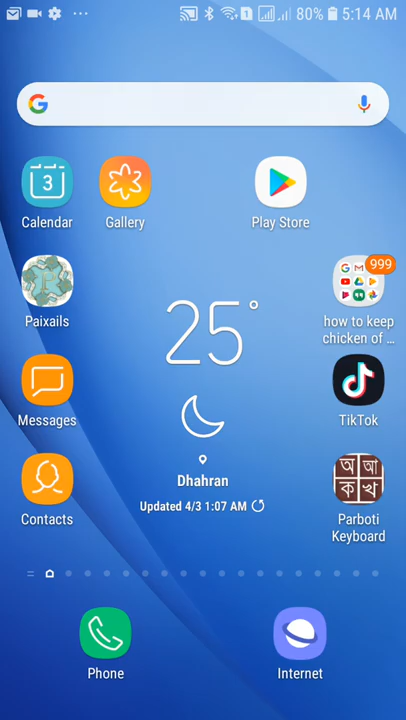 80% 5:14 AM
3
Calendar
Gallery
Play Store
Paixails
999
how to keep
chicken of ...
25°
Messages
TikTok
Dhahran
Updated 4/3 1:07 AM
Contacts
অ আ
ক খ
Parboti
Keyboard
Phone
Internet